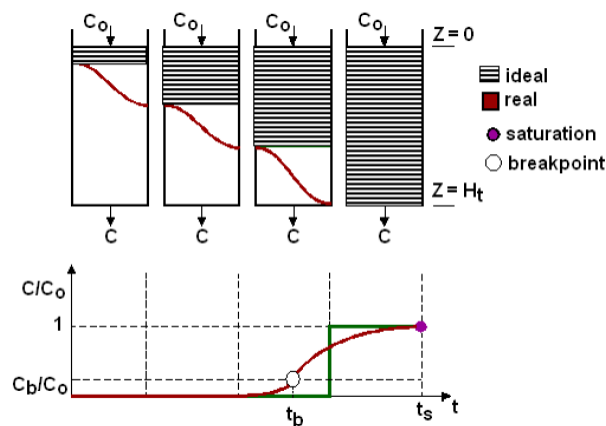 Co Co Co Co Z = 0
ideal
real
saturation
breakpoint
Z=Ht
C C C C
C/Co
1
Cb/Co
tb ts t